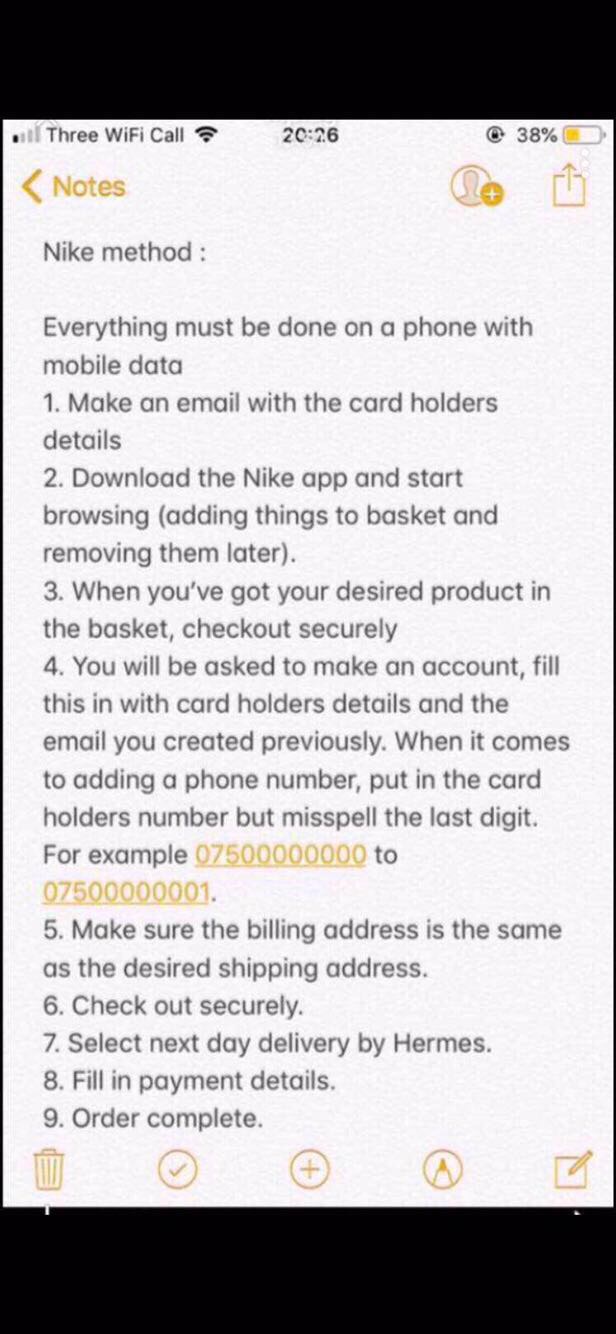 Three WiFi Call
20:26
38%
Notes
Nike method :
Everything must be done on a phone with
mobile data
1. Make an email with the card holders
details
2. Download the Nike app and start
browsing (adding things to basket and
removing them later).
3. When you've got your desired product in
the basket, checkout securely
4. You will be asked to make an account, fill
this in with card holders details and the
email you created previously. When it comes
to adding a phone number, put in the card
holders number but misspell the last digit.
For example 07500000000 to
07500000001.
5. Make sure the billing address is the same
as the desired shipping address.
6. Check out securely.
7. Select next day delivery by Hermes.
8. Fill in payment details.
9. Order complete.